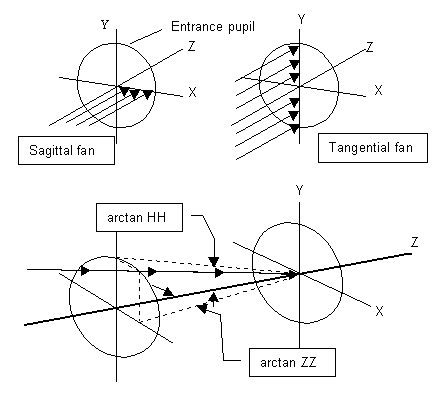 Y
Entrance pupil
Z
X
Sagittal fan
Y
Z
X
Tangential fan
arctan HH
Y
Z
X
arctan ZZ